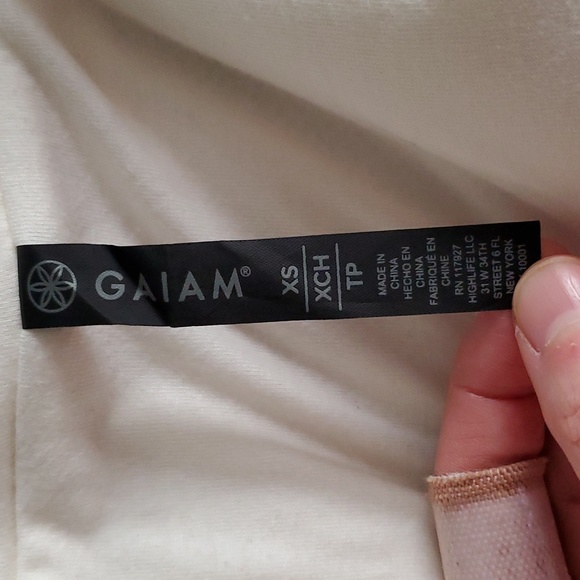 GAIAM®
XS
XCH
TP
MADE IN
CHINA
HECHO EN
CHINA
FABRIQUÉ EN
CHINE
RN 117927
HIGHLIFE LLC
31 W 34TH
STREET 6 FL
NEW YORK
10001